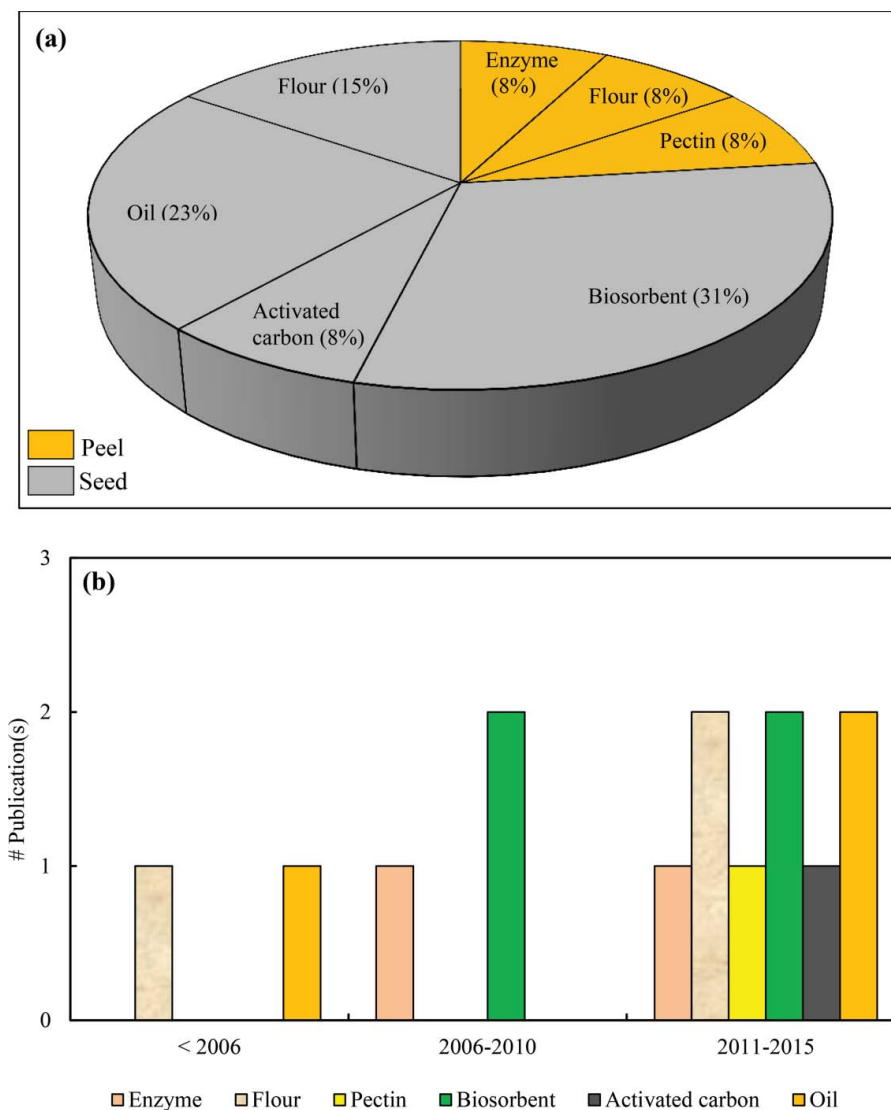 (a)
Enzyme
(8%)
Flour (15%)
Flour (8%)
Pectin (8%)
Oil (23%)
Biosorbent (31%)
Activated
carbon (8%)
Peel
Seed
(b)
# Publication(s)
3
2
1
0
< 2006 2006-2010 2011-2015
Enzyme Flour Pectin Biosorbent Activated carbon Oil